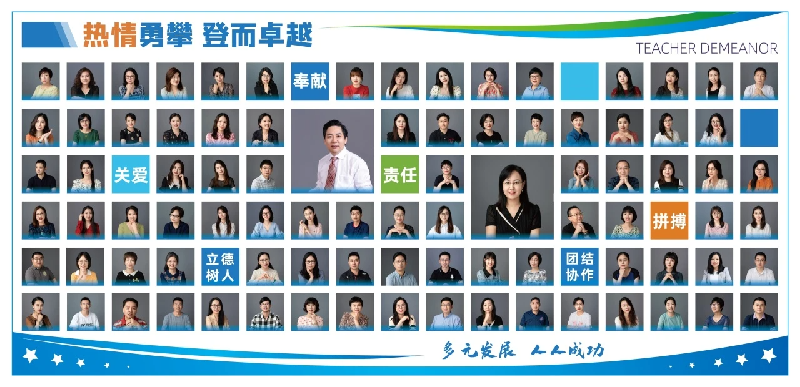 热情勇攀 登而卓越
TEACHER DEMEANOR
奉献
关爱
责任
拼搏
立德
树人
团结
协作
多元发展 人人成功